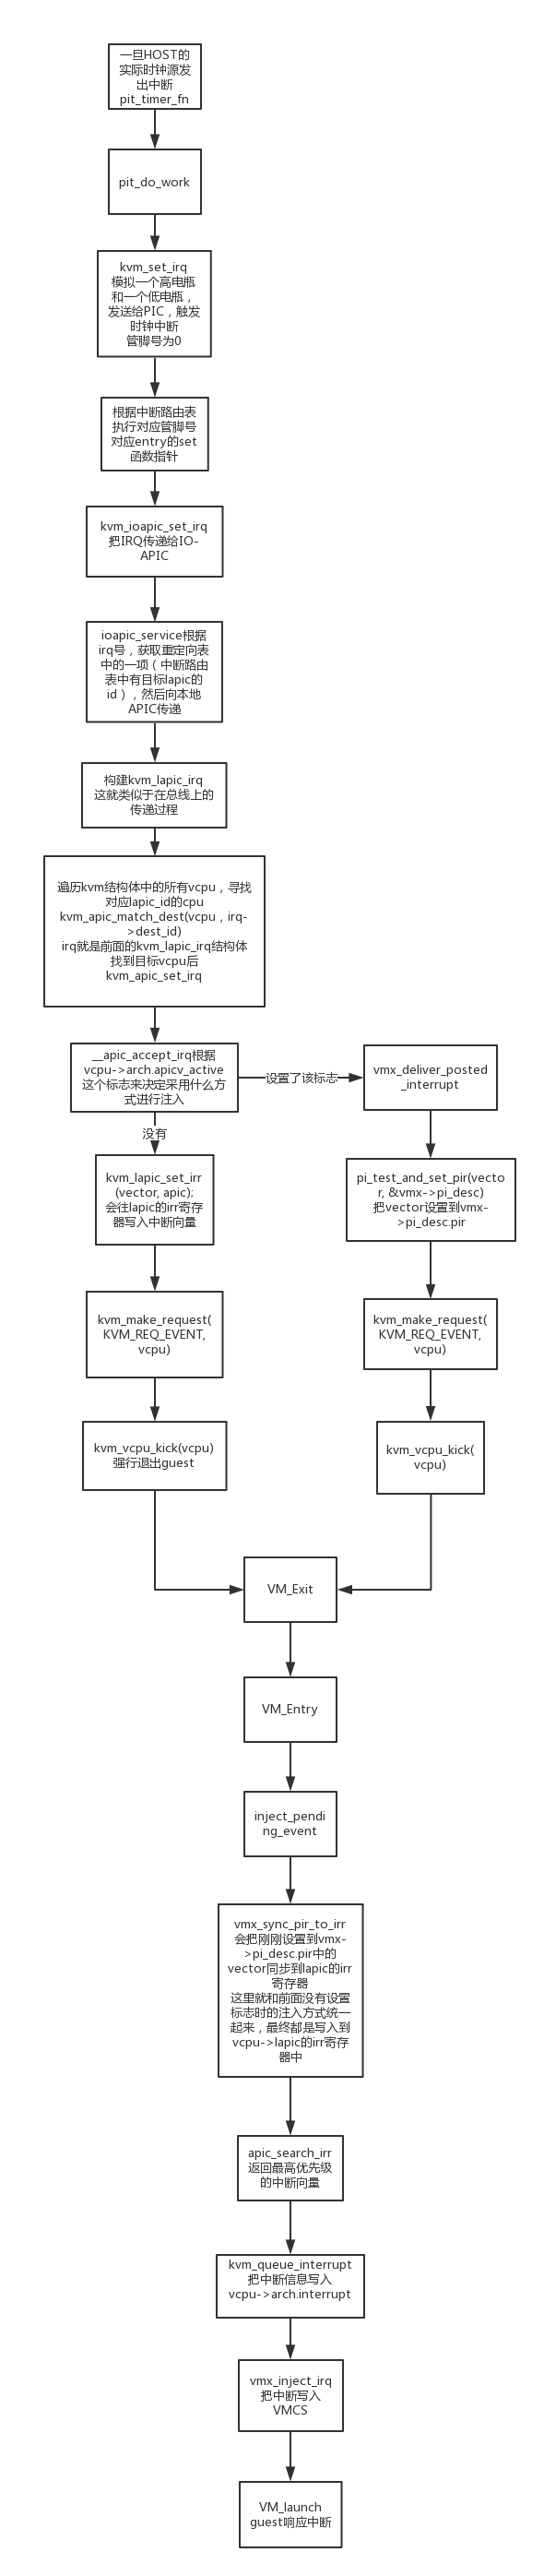 一旦HOST的
实际时钟源发
出中断
pit_timer_fn
pit_do_work
kvm_set_irq
模拟一个高电瓶
和一个低电瓶，
发送给PIC，触发
时钟中断
管脚号为0
根据中断路由表
执行对应管脚号
对应entry的set
函数指针
kvm_ioapic_set_irq
把IRQ传递给IO-
APIC
ioapic_service根据
irq号，获取重定向表
中的一项（中断路由
表中有目标lapic的
id），然后向本地
APIC传递
构建kvm_lapic_irq
这就类似于在总线上的
传递过程
遍历kvm结构体中的所有vcpu，寻找
对应lapic_id的cpu
kvm_apic_match_dest(vcpu，irq-
>dest_id)
irq就是前面的kvm_lapic_irq结构体
找到目标vcpu后
kvm_apic_set_irq
__apic_accept_irq根据
vcpu->arch.apicv_active
这个标志来决定采用什么方
式进行注入
设置了该标志
vmx_deliver_posted
_interrupt
没有
kvm_lapic_set_irr
(vector, apic);
会往lapic的irr寄存
器写入中断向量
pi_test_and_set_pir(vecto
r, &vmx->pi_desc)
把vector设置到vmx-
>pi_desc.pir
kvm_make_request(
KVM_REQ_EVENT,
vcpu)
kvm_make_request(
KVM_REQ_EVENT,
vcpu)
kvm_vcpu_kick(vcpu)
强行退出guest
kvm_vcpu_kick(
vcpu)
VM_Exit
VM_Entry
inject_pendi
ng_event
vmx_sync_pir_to_irr
会把刚刚设置到vmx-
>pi_desc.pir中的
vector同步到lapic的irr
寄存器
这里就和前面没有设置
标志时的注入方式统一
起来，最终都是写入到
vcpu->lapic的irr寄存
器中
apic_search_irr
返回最高优先级
的中断向量
kvm_queue_interrupt
把中断信息写入
vcpu->arch.interrupt
vmx_inject_irq
把中断写入
VMCS
VM_launch
guest响应中断